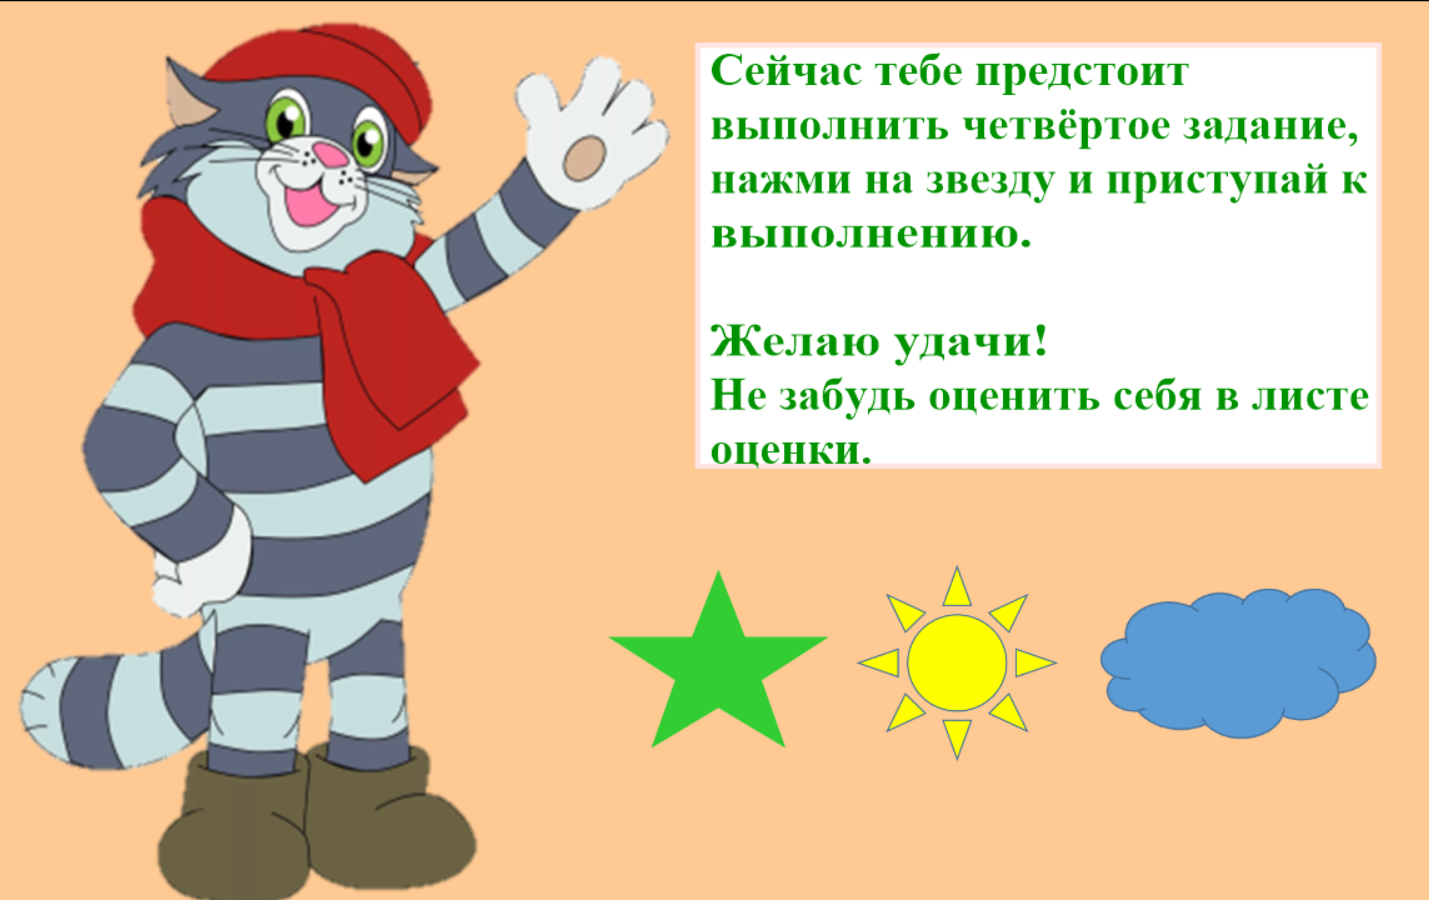 Сейчас тебе предстоит
выполнить четвёртое задание,
нажми на звезду и приступай к
выполнению.
Желаю удачи!
Не забудь оценить себя в листе
оценки.